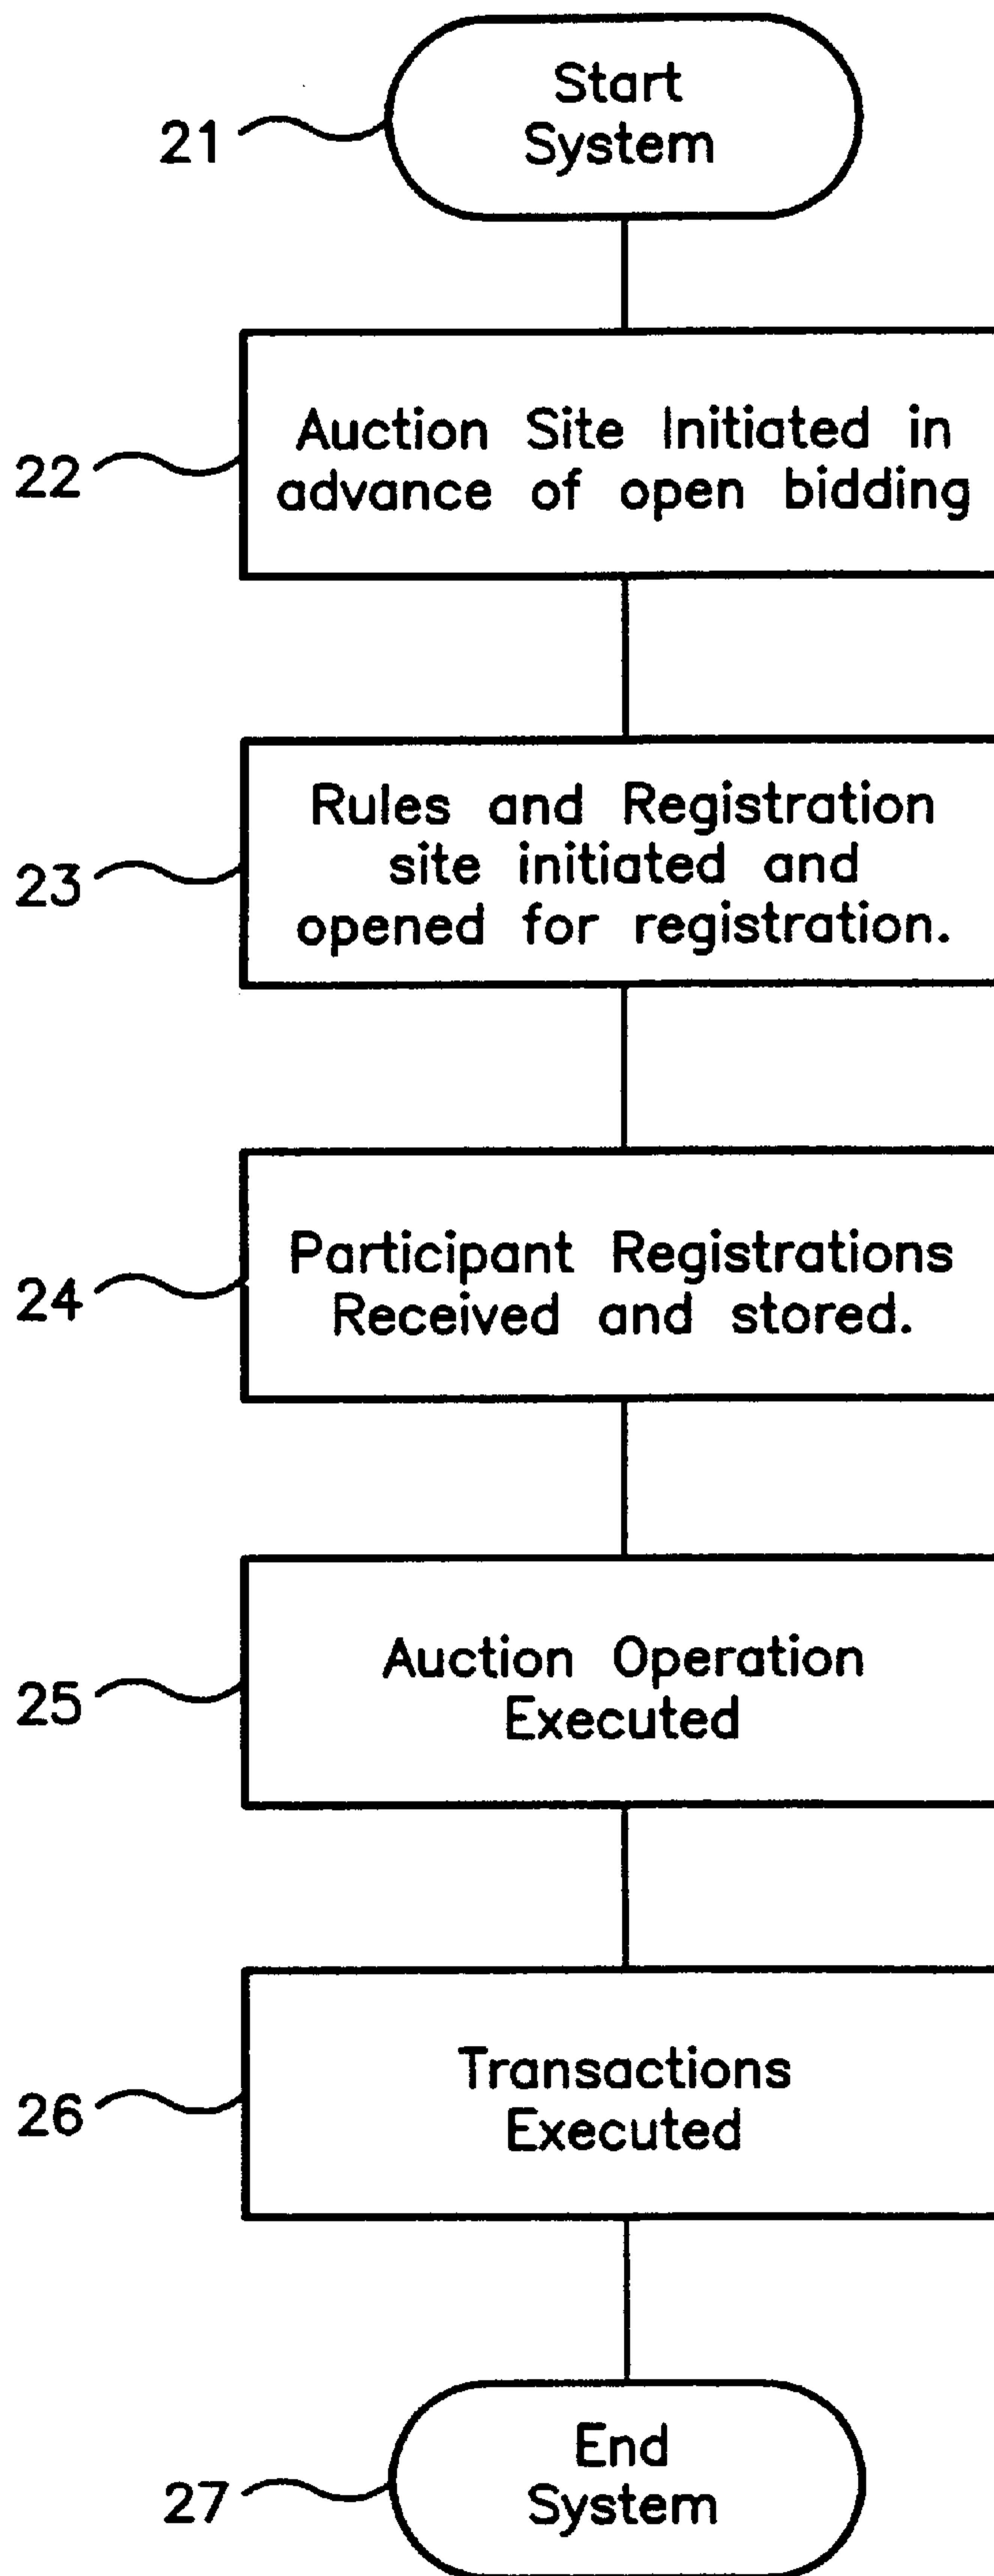 Start
System
21
Auction Site Initiated in
advance of open bidding
22
Rules and Registration
site initiated and
opened for registration.
23
Participant Registrations
Received and stored.
24
Auction Operation
Executed
25
Transactions
Executed
26
End
System
27